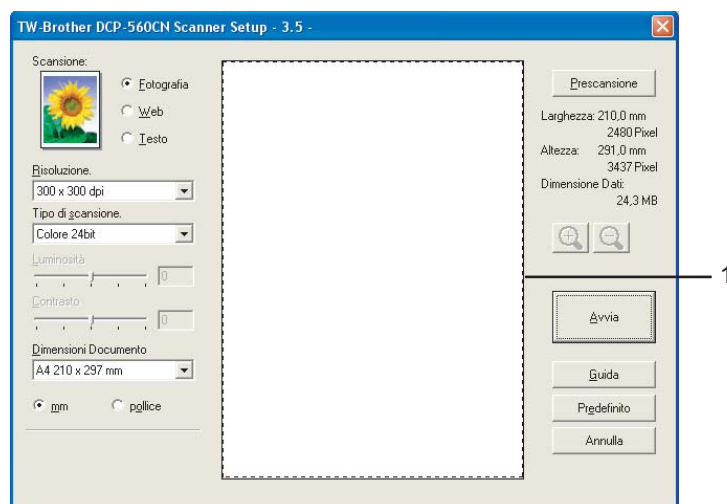 TW-Brother DCP-560CN Scanner Setup - 3.5 -
Scansione:
Fotografia
Web
Testo
Risoluzione.
300 x 300 dpi
Tipo di scansione.
Colore 24bit
Luminosità
0
Contrasto
0
Dimensioni Documento
A4 210 x 297 mm
mm
pollice
Prescansione
Larghezza: 210,0 mm
2480 Pixel
Altezza: 291,0 mm
3437 Pixel
Dimensione Dati:
24,3 MB
1
Avvia
Guida
Predefinito
Annulla